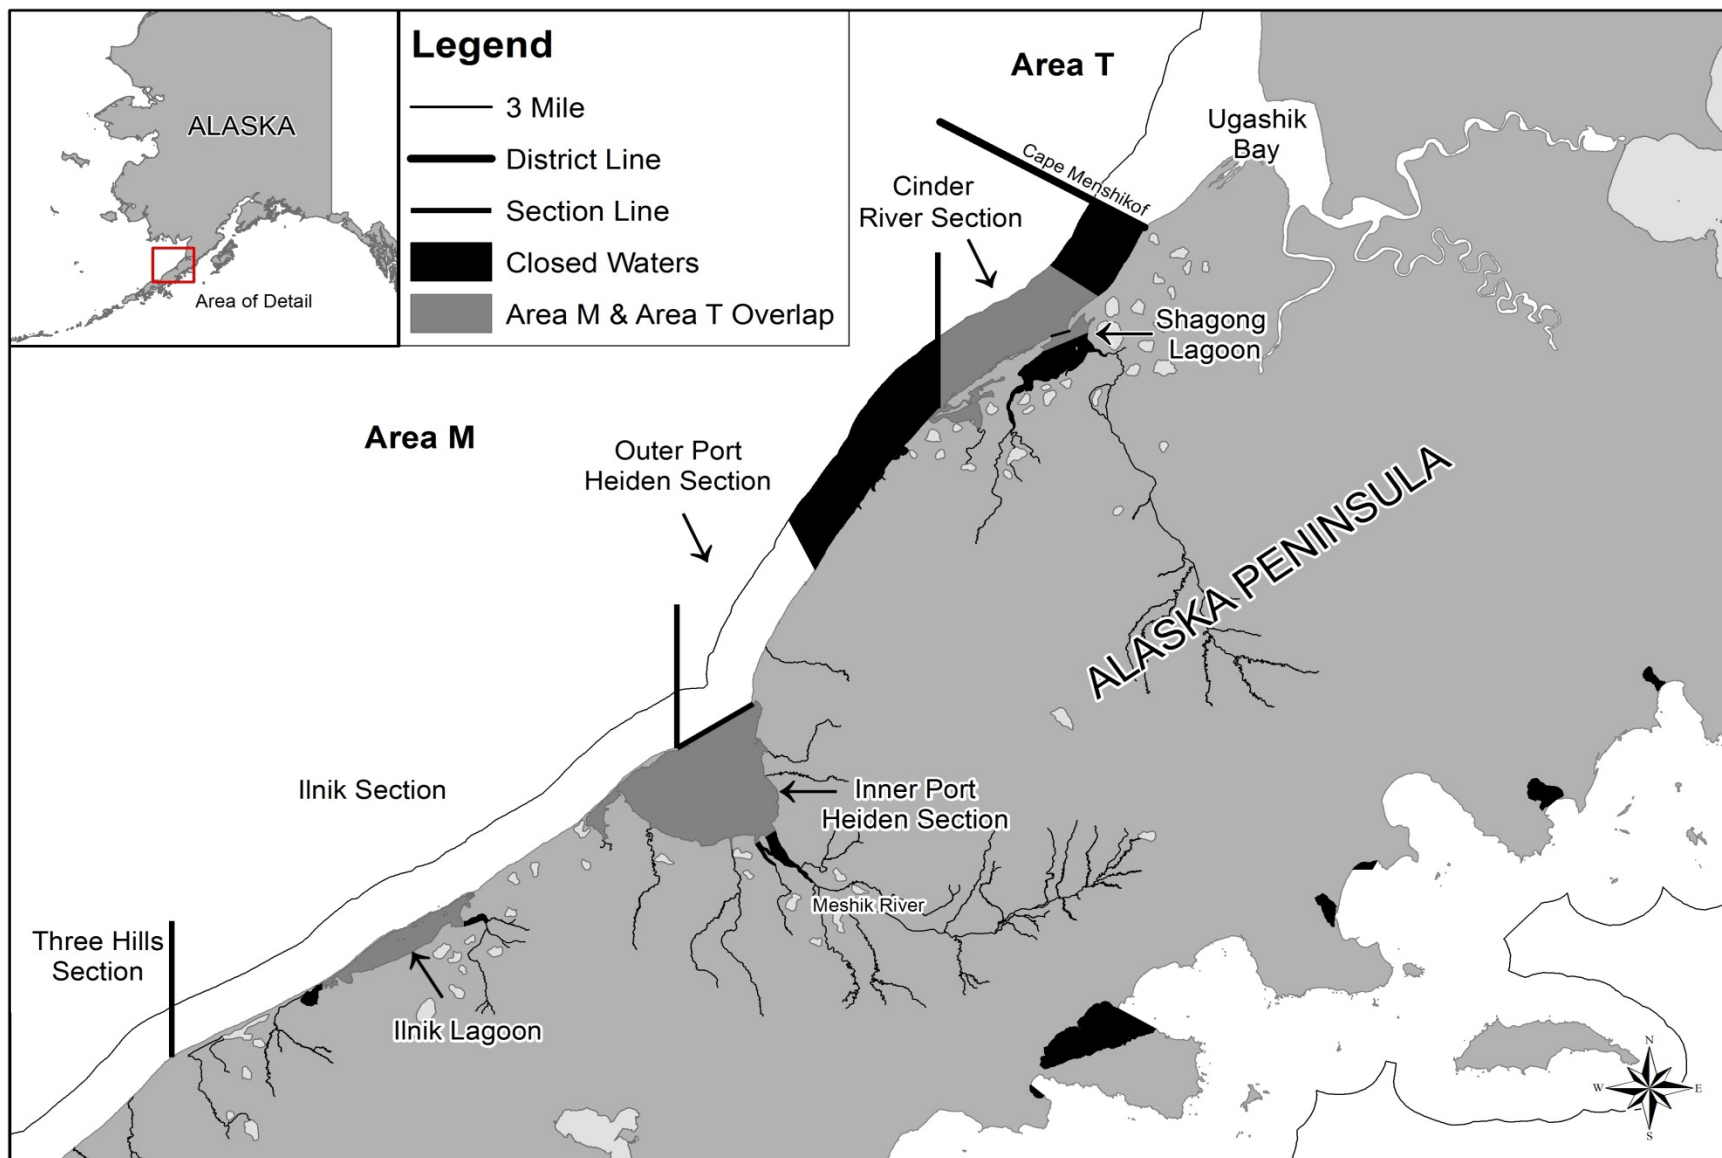 ALASKA
Area of Detail
Legend
3 Mile
District Line
Section Line
Closed Waters
Area M & Area T Overlap
Area T
Ugashik
Bay
Cape Menshikof
Cinder
River Section
Shagong
Lagoon
Area M
Outer Port
Heiden Section
ALASKA PENINSULA
Ilnik Section
Inner Port
Heiden Section
Meshik River
Three Hills
Section
Ilnik Lagoon
N
W
E
S